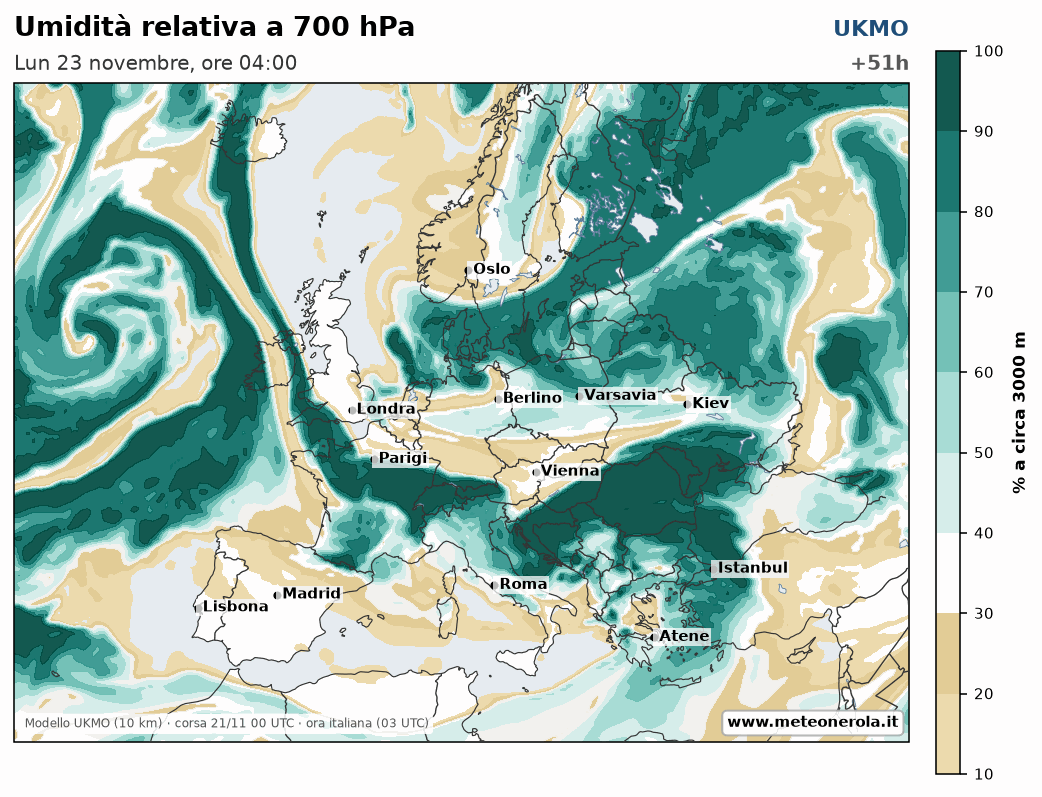 Umidità relativa a 700 hPa
UKMO
Lun 23 novembre, ore 04:00
+51h
100
90
80
70
60
50
40
30
20
10
% a circa 3000 m
Oslo
Berlino
Varsavia
Kiev
Londra
Parigi
Vienna
Istanbul
Roma
Madrid
Lisbona
Atene
Modello UKMO (10 km) · corsa 21/11 00 UTC · ora italiana (03 UTC)
www.meteonerola.it